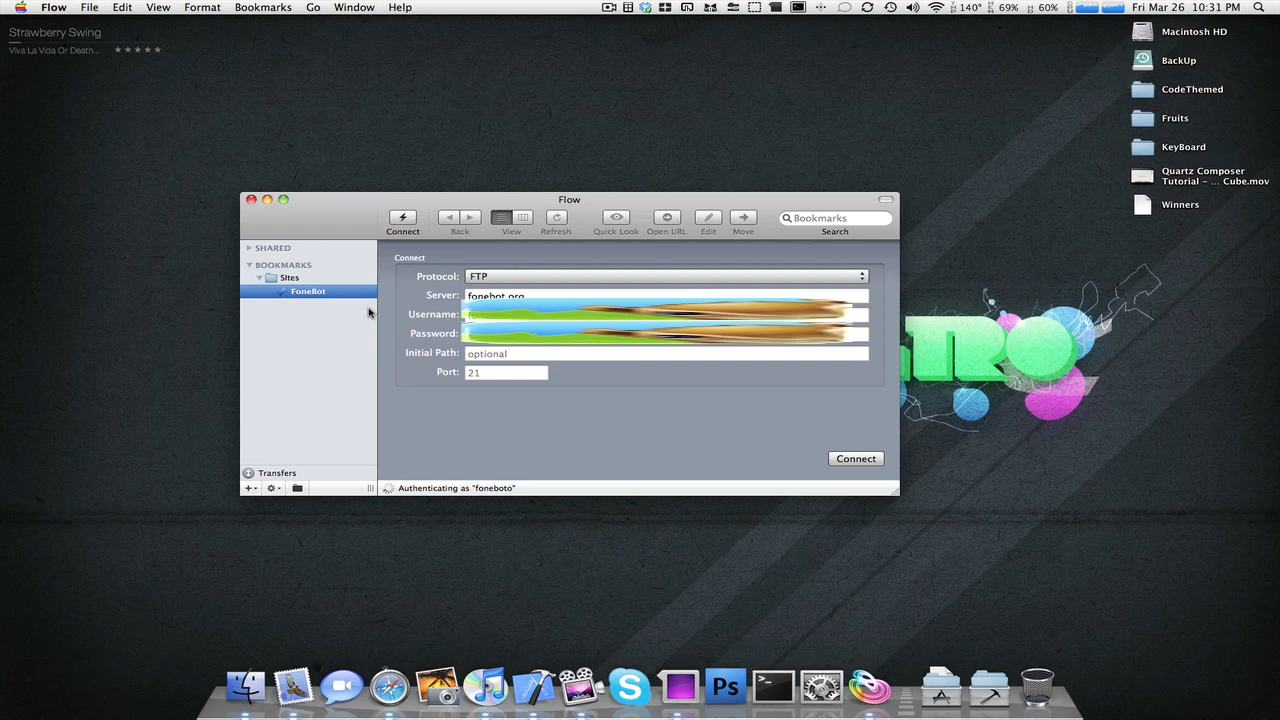 Flow File Edit View Format Bookmarks Go Window Help 140° 69% 60% Fri Mar 26 10:31 PM
Strawberry Swing
Viva La Vida Or Death... ★★★★★
Macintosh HD
BackUp
CodeThemed
Fruits
KeyBoard
Quartz Composer
Tutorial - ... Cube.mov
Winners
Flow
Bookmarks
Connect Back View Refresh Quick Look Open URL Edit Move Search
SHARED
BOOKMARKS
Sites
FoneBot
Connect
Protocol: FTP
Server: fonebot.org
Username:
Password:
Initial Path: optional
Port: 21
Connect
Transfers
Authenticating as "foneboto"
Ps